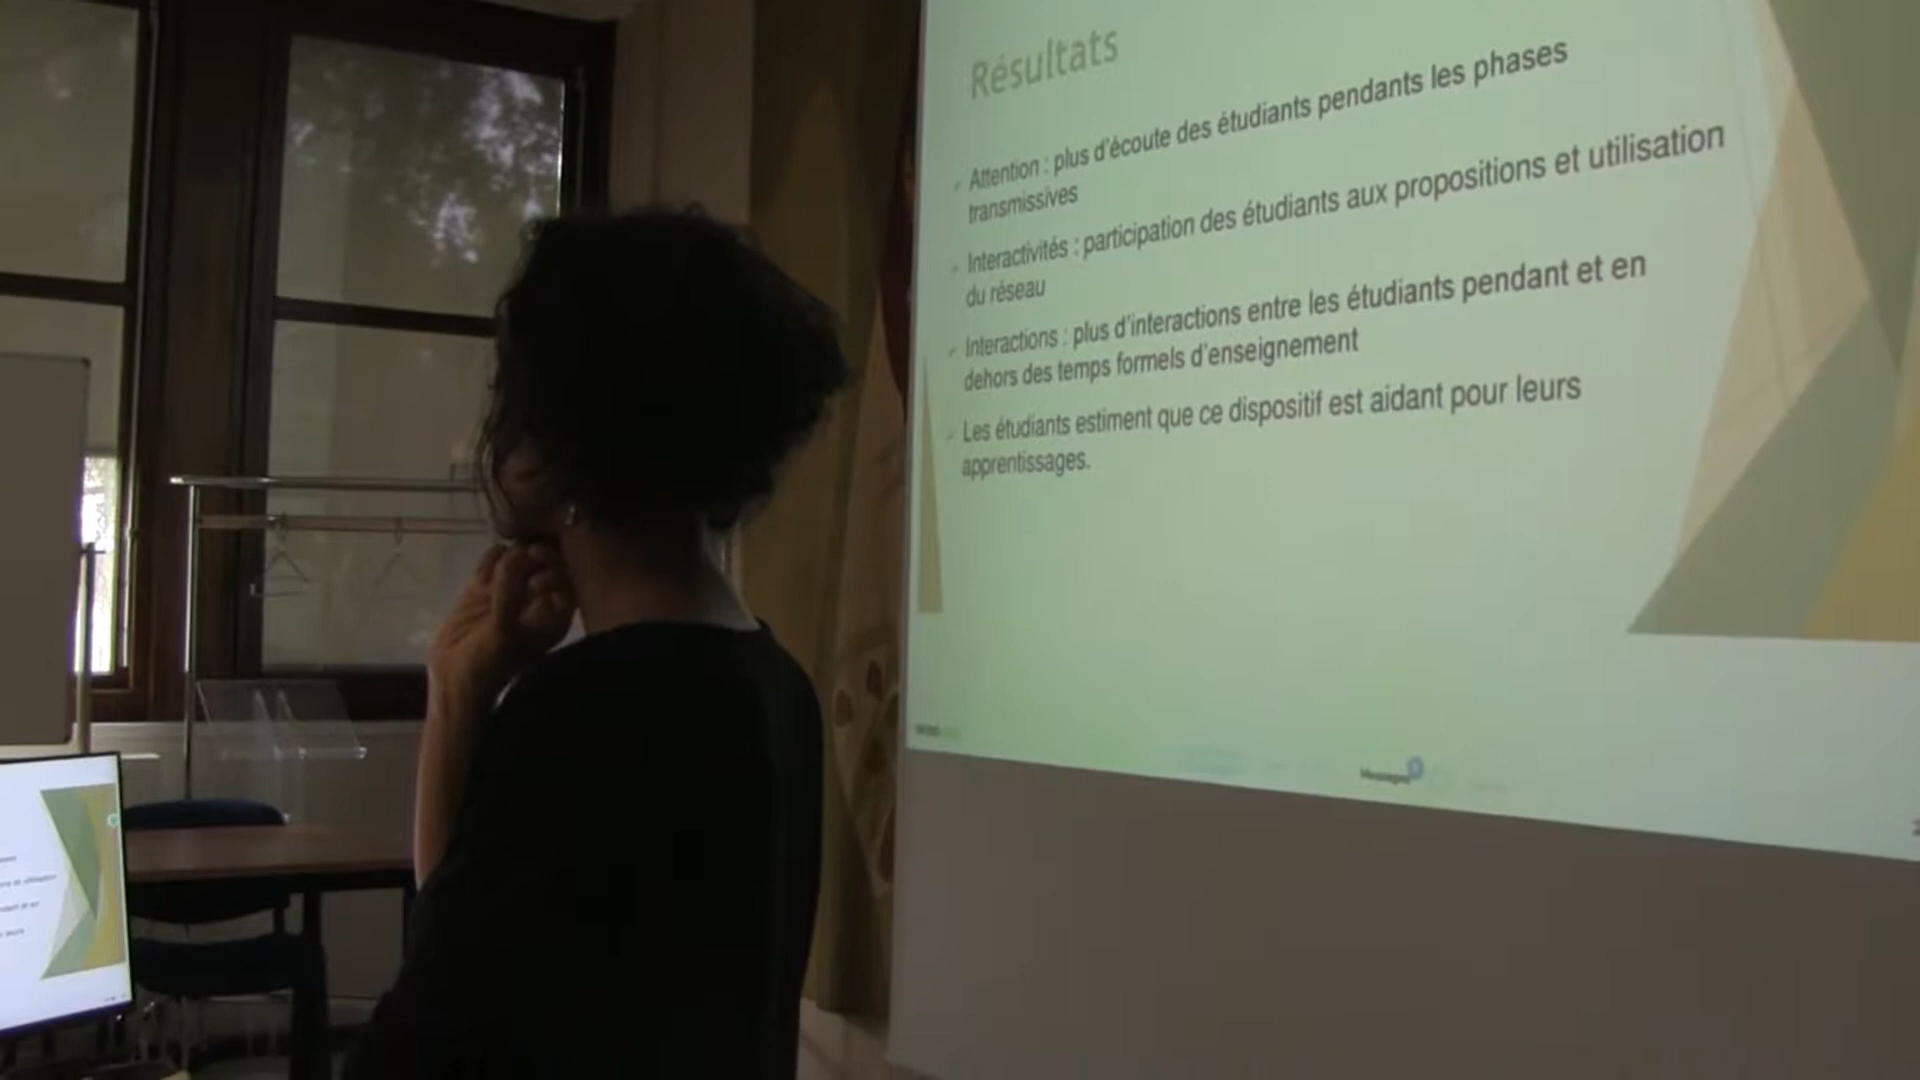 Résultats
Attention : plus d'écoute des étudiants pendants les phases
transmissives
Interactivités : participation des étudiants aux propositions et utilisation
du réseau
Interactions : plus d'interactions entre les étudiants pendant et en
dehors des temps formels d'enseignement
Les étudiants estiment que ce dispositif est aidant pour leurs
apprentissages.
Messages